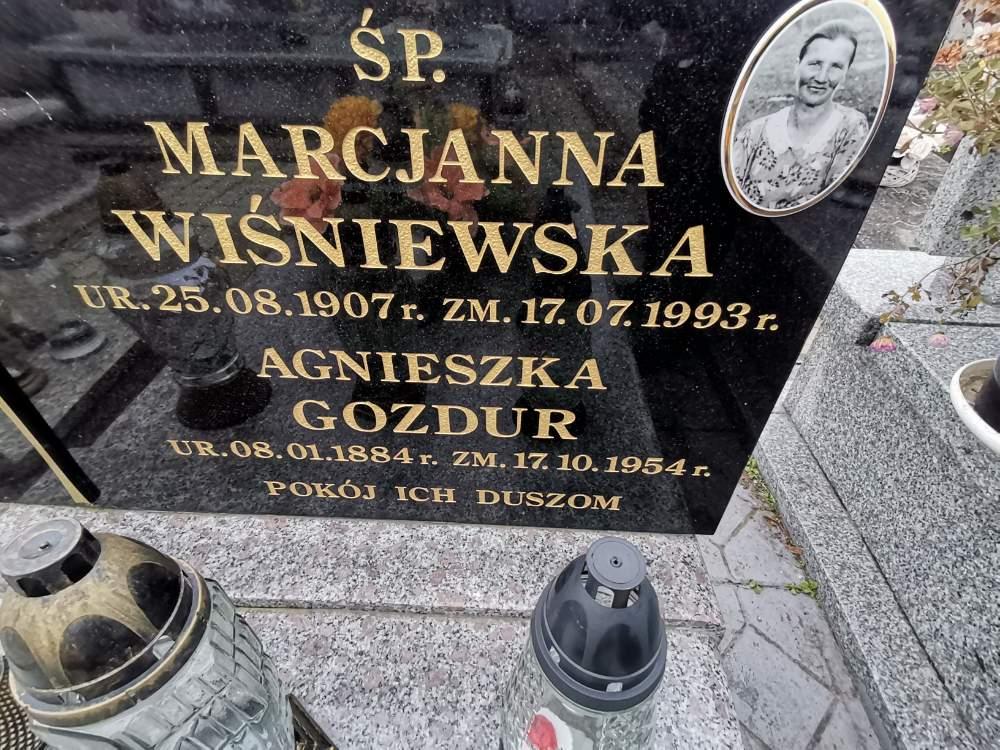 ŚP.
MARCJANNA
WIŚNIEWSKA
UR. 25. 08. 1907 r. ZM. 17. 07. 1993 r.
AGNIESZKA
GOZDUR
UR. 08. 01. 1884 r. ZM. 17. 10. 1954 r.
POKÓJ ICH DUSZOM